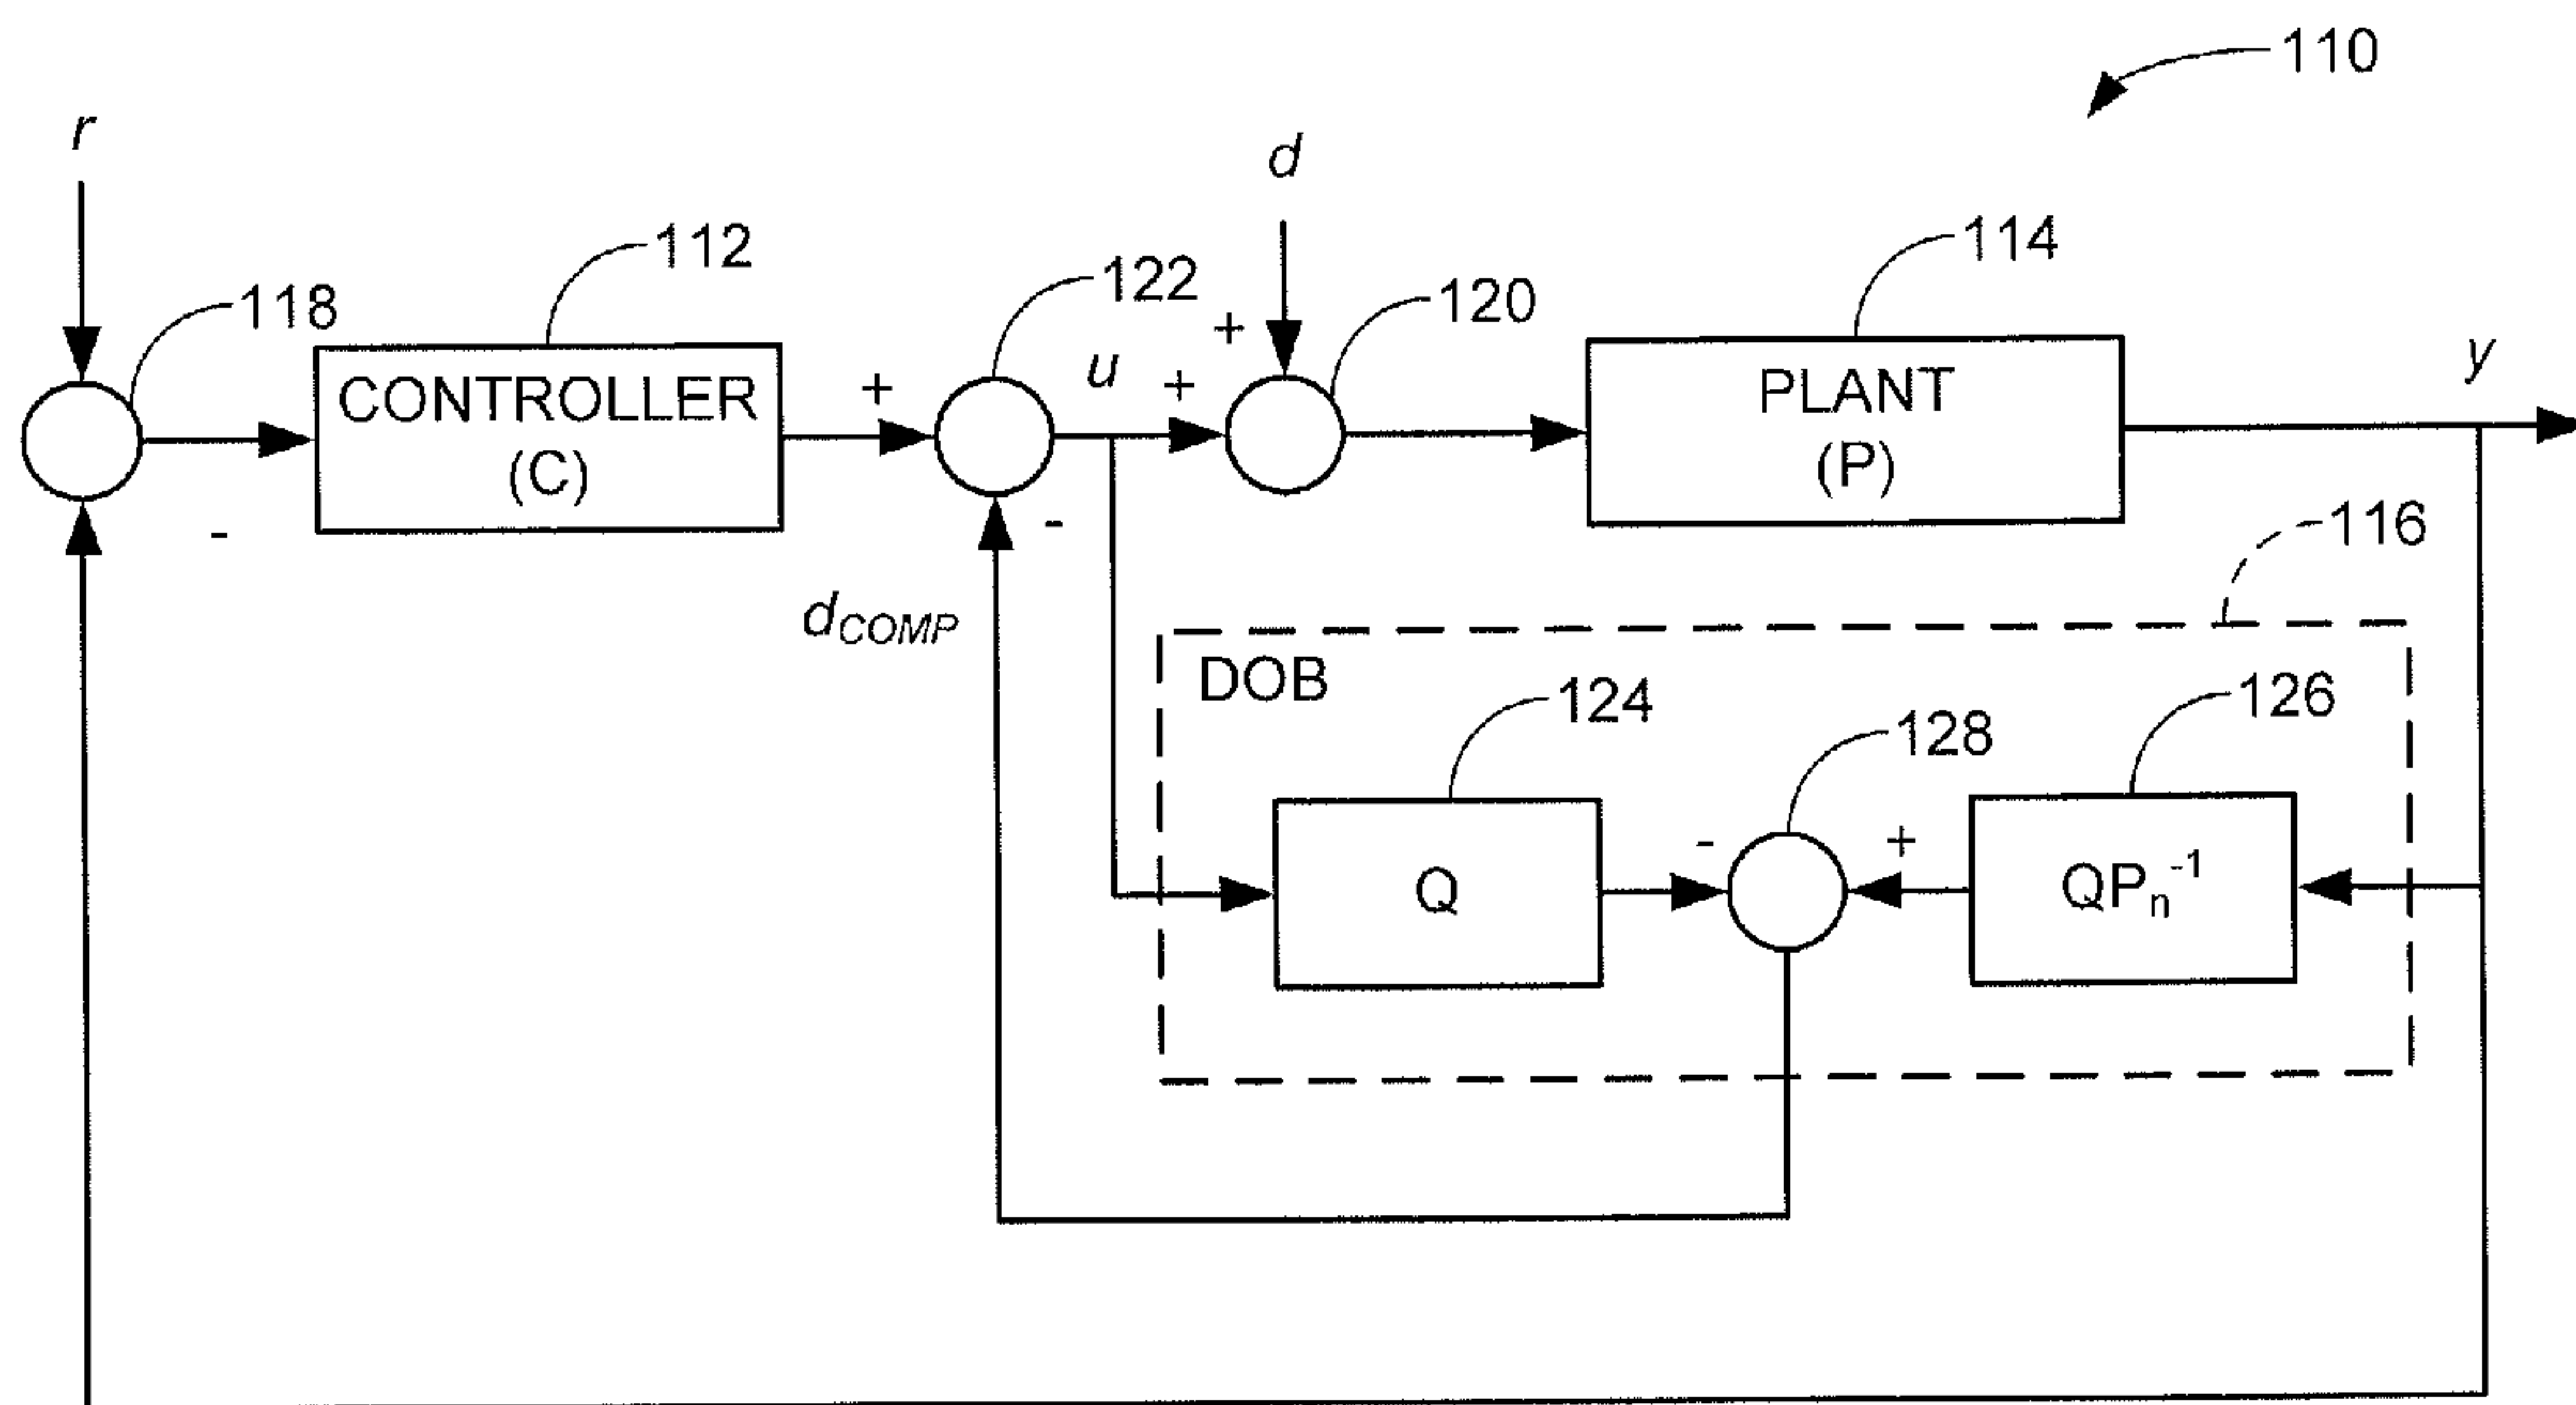 110
r
d
112
114
122
118
120
+
y
u
+
+
CONTROLLER
(C)
PLANT
(P)
-
-
116
d_COMP
DOB
124
126
128
-
+
Q
QP_n^-1